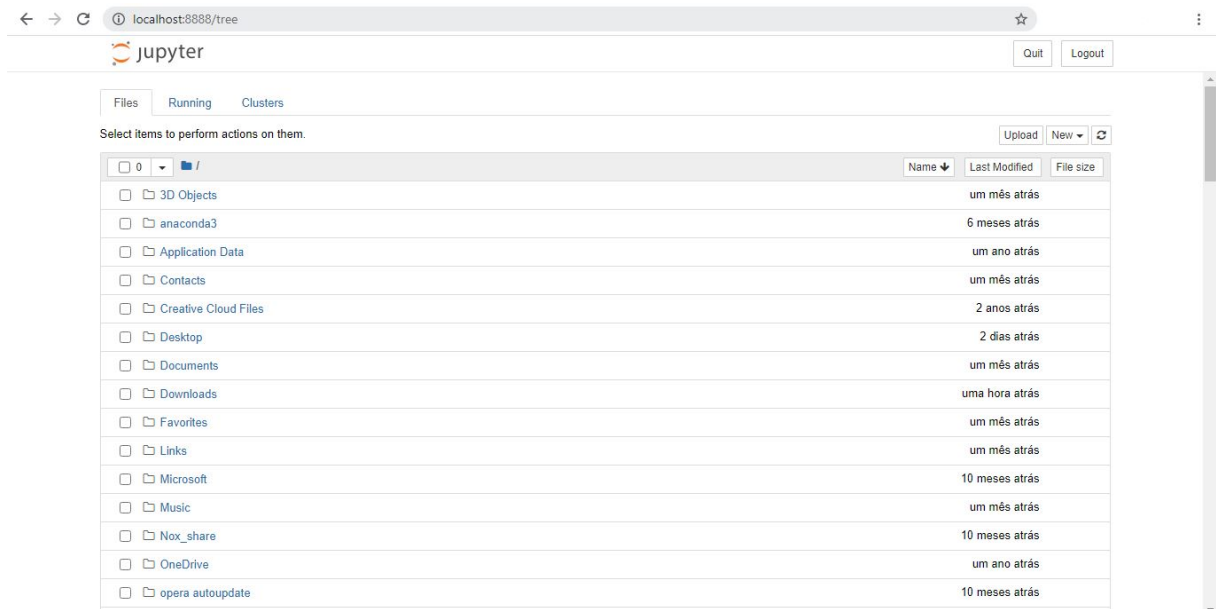 localhost:8888/tree
jupyter
Quit Logout
Files Running Clusters
Select items to perform actions on them.
Upload New
0 /
Name Last Modified File size
3D Objects um mês atrás
anaconda3 6 meses atrás
Application Data um ano atrás
Contacts um mês atrás
Creative Cloud Files 2 anos atrás
Desktop 2 dias atrás
Documents um mês atrás
Downloads uma hora atrás
Favorites um mês atrás
Links um mês atrás
Microsoft 10 meses atrás
Music um mês atrás
Nox_share 10 meses atrás
OneDrive um ano atrás
opera autoupdate 10 meses atrás